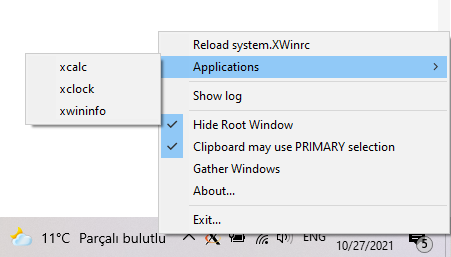 Reload system.XWinrc
Applications
xcalc
xclock
xwininfo
Show log
Hide Root Window
Clipboard may use PRIMARY selection
Gather Windows
About...
Exit...
11°C Parçalı bulutlu
ENG
10/27/2021
5